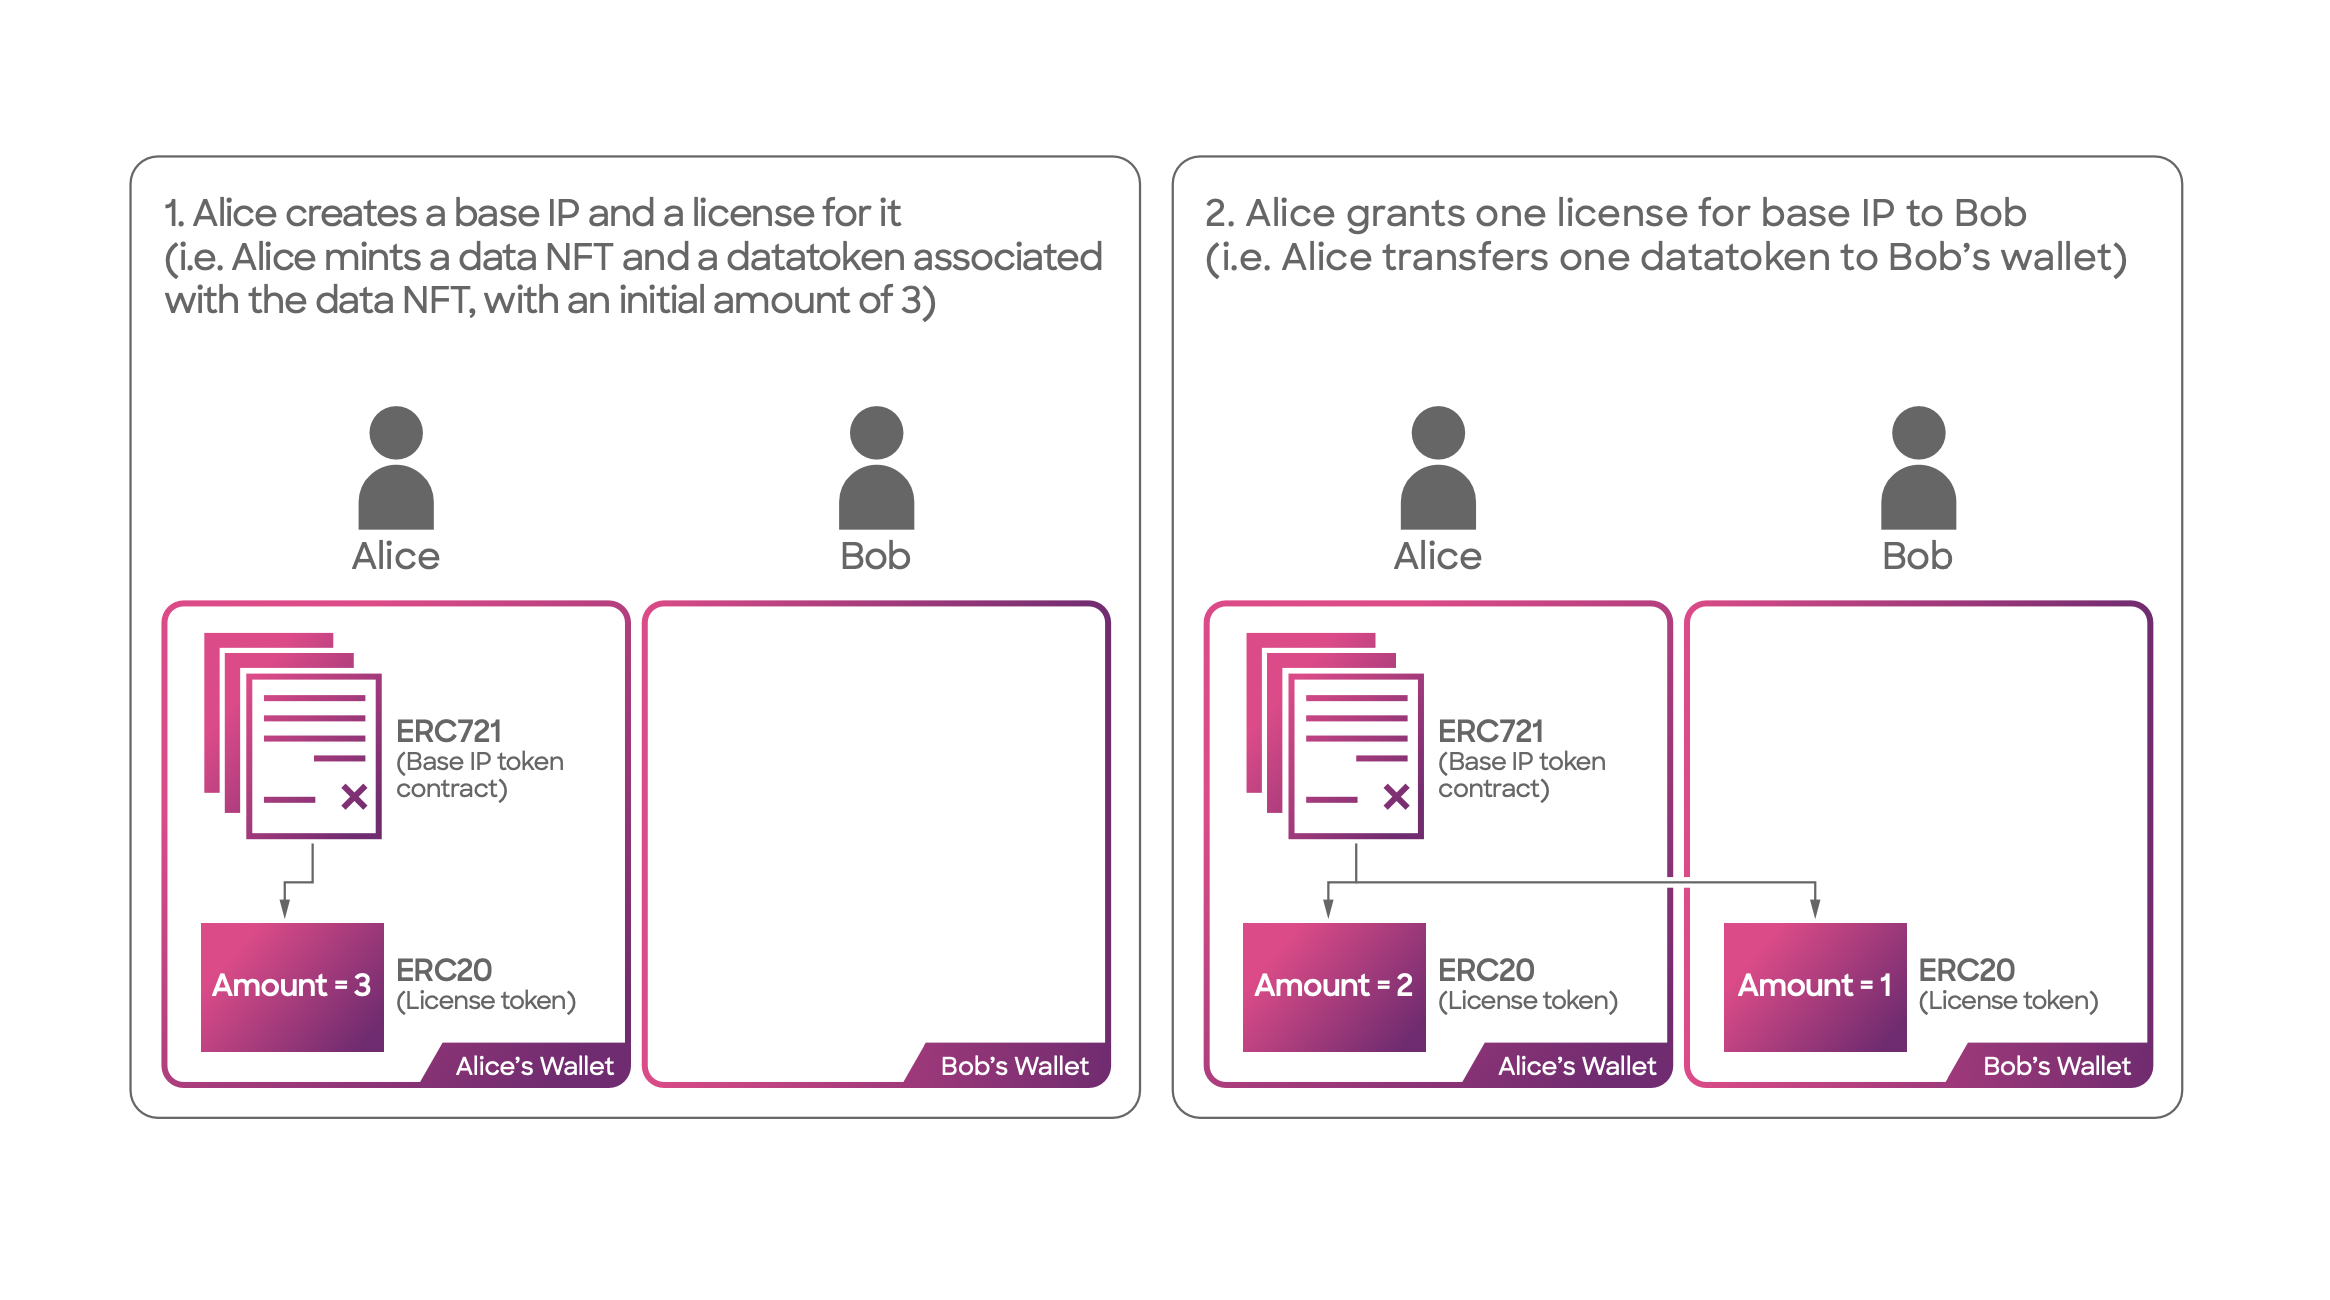 1. Alice creates a base IP and a license for it
(i.e. Alice mints a data NFT and a datatoken associated
with the data NFT, with an initial amount of 3)
Alice
Bob
ERC721
(Base IP token
contract)
Amount = 3
ERC20
(License token)
Alice’s Wallet
Bob’s Wallet
2. Alice grants one license for base IP to Bob
(i.e. Alice transfers one datatoken to Bob’s wallet)
Alice
Bob
ERC721
(Base IP token
contract)
Amount = 2
ERC20
(License token)
Alice’s Wallet
Amount = 1
ERC20
(License token)
Bob’s Wallet